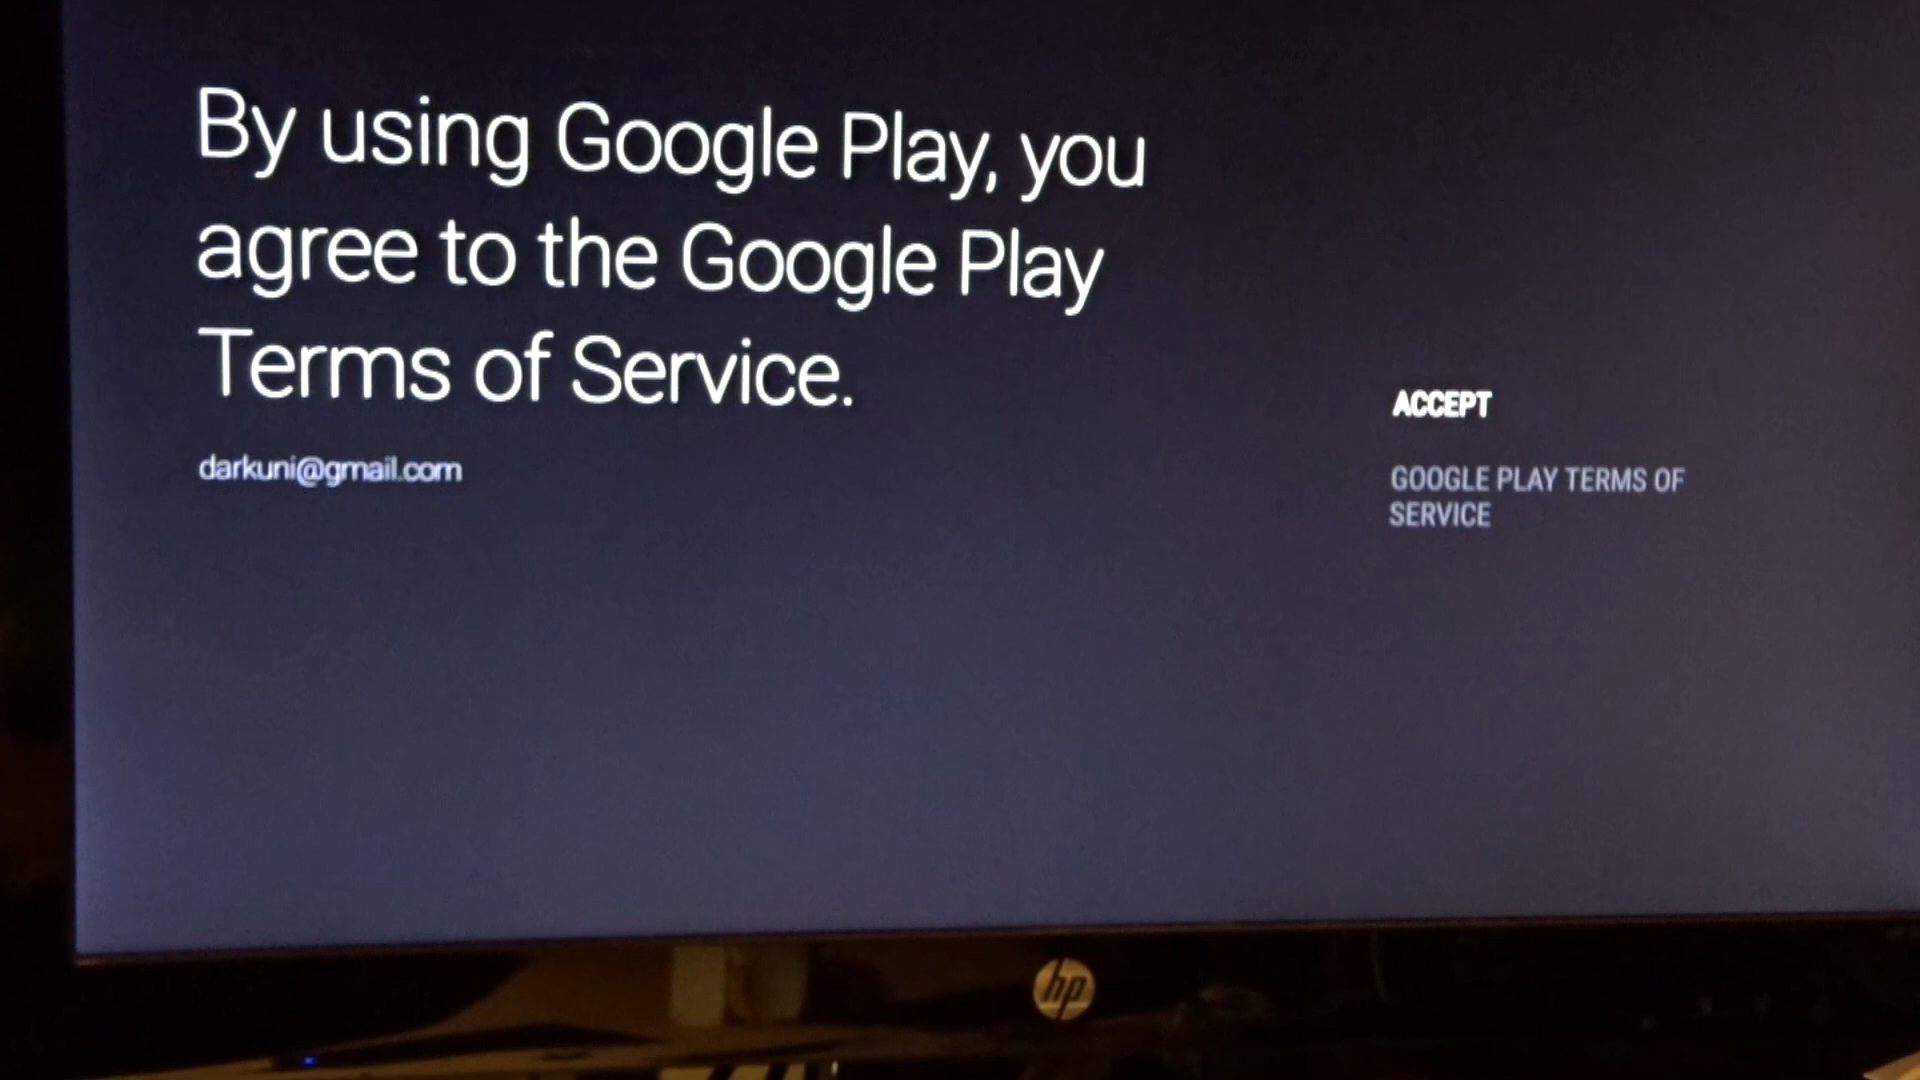 By using Google Play, you
agree to the Google Play
Terms of Service.
darkuni@gmail.com
ACCEPT
GOOGLE PLAY TERMS OF
SERVICE
hp